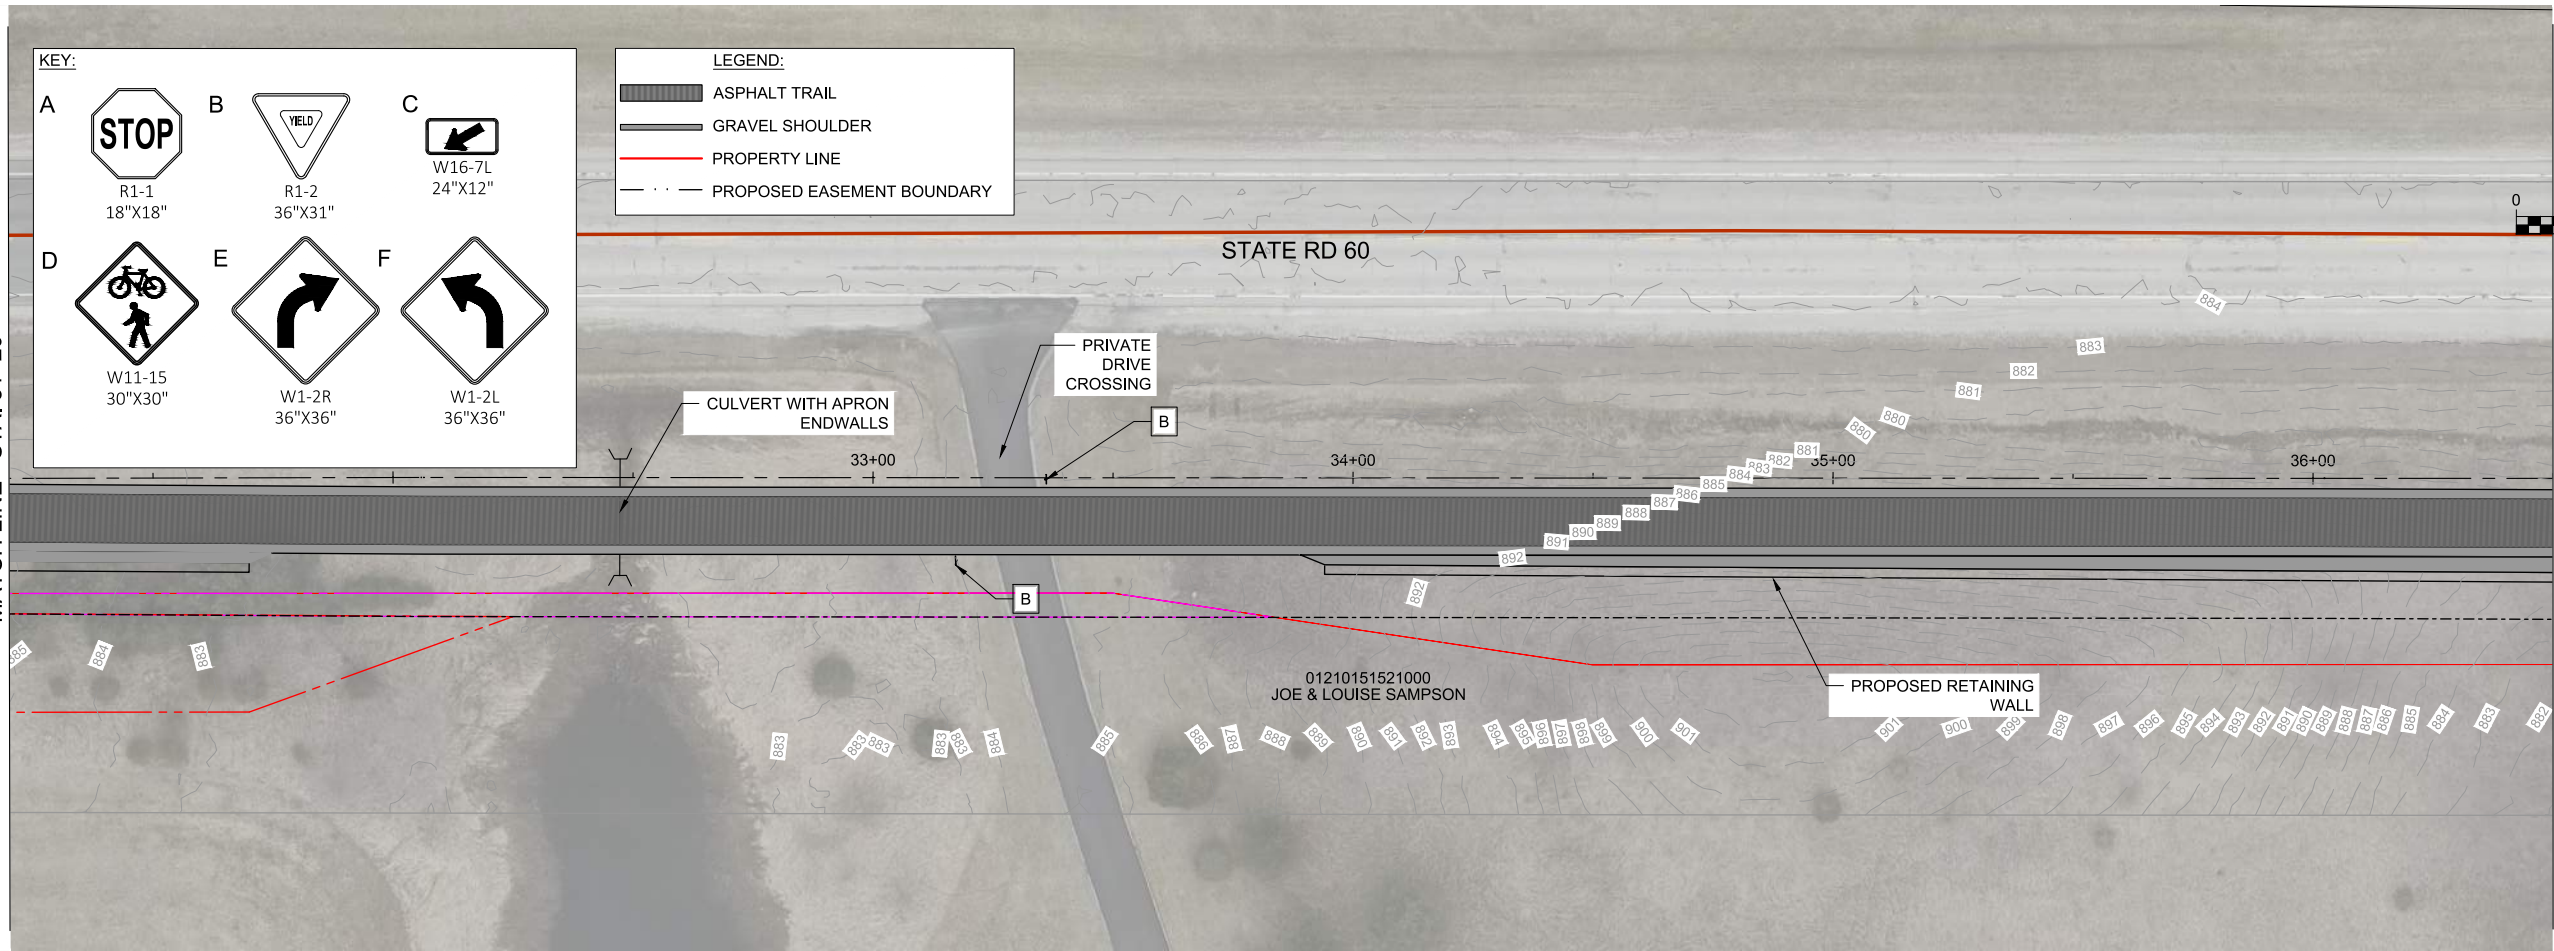 KEY:
A
STOP
R1-1
18"X18"
B
YIELD
R1-2
36"X31"
C
W16-7L
24"X12"
D
W11-15
30"X30"
E
W1-2R
36"X36"
F
W1-2L
36"X36"
LEGEND:
ASPHALT TRAIL
GRAVEL SHOULDER
PROPERTY LINE
PROPOSED EASEMENT BOUNDARY
0
STATE RD 60
884
883
882
881
880
880
881
882
883
884
885
886
887
888
889
890
891
892
892
PRIVATE
DRIVE
CROSSING
CULVERT WITH APRON
ENDWALLS
B
33+00
34+00
35+00
36+00
B
01210151521000
JOE & LOUISE SAMPSON
PROPOSED RETAINING
WALL
884
883
883
883
883
883
883
884
885
886
887
888
889
890
891
892
893
894
895
896
897
898
899
900
901
901
900
899
898
897
896
895
894
893
892
891
890
889
888
887
886
885
884
883
882